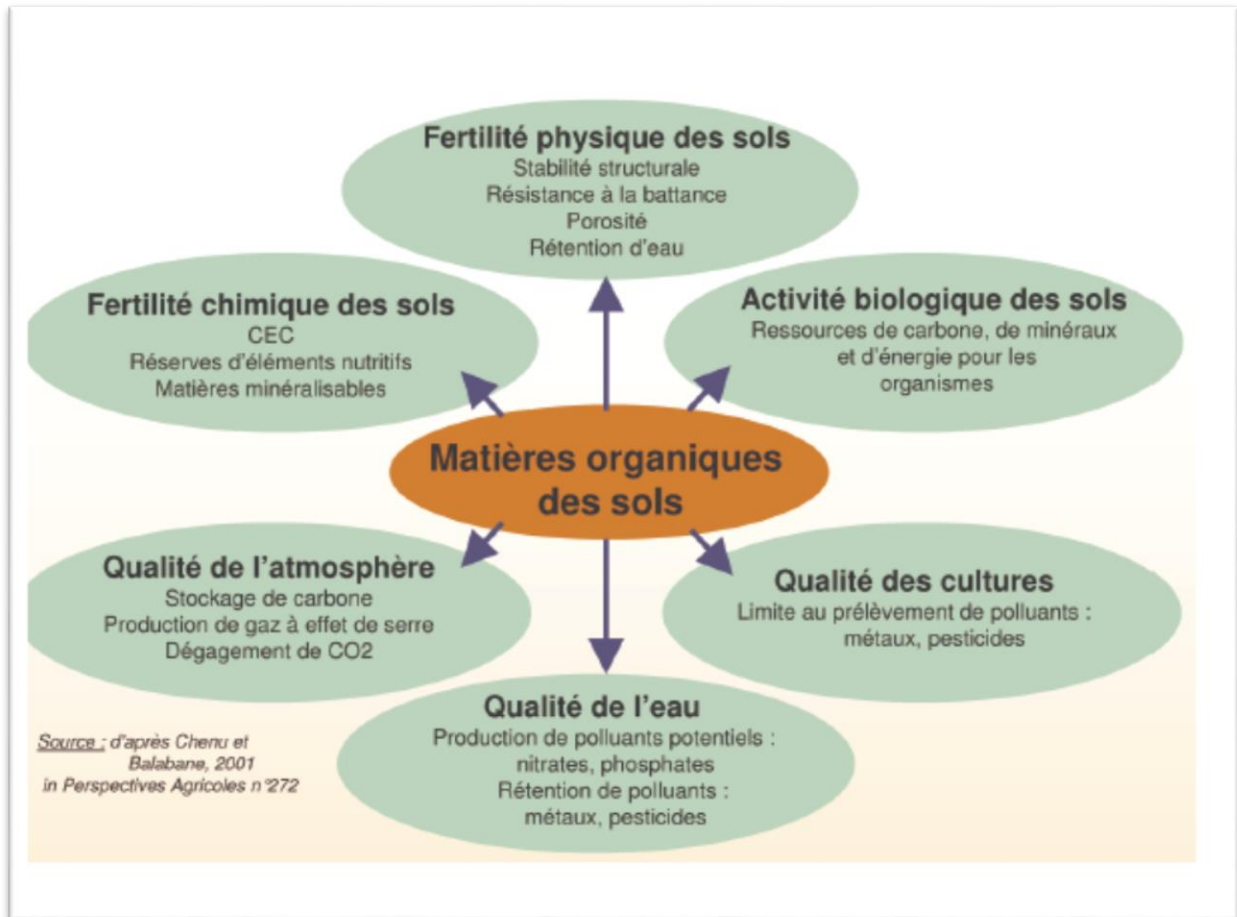 Fertilité physique des sols
Stabilité structurale
Résistance à la battance
Porosité
Rétention d'eau
Fertilité chimique des sols
CEC
Réserves d'éléments nutritifs
Matières minéralisables
Activité biologique des sols
Ressources de carbone, de minéraux
et d'énergie pour les
organismes
Matières organiques
des sols
Qualité de l'atmosphère
Stockage de carbone
Production de gaz à effet de serre
Dégagement de CO2
Qualité des cultures
Limite au prélèvement de polluants :
métaux, pesticides
Qualité de l'eau
Production de polluants potentiels :
nitrates, phosphates
Rétention de polluants :
métaux, pesticides
Source : d'après Chenu et
Balabane, 2001
in Perspectives Agricoles n°272